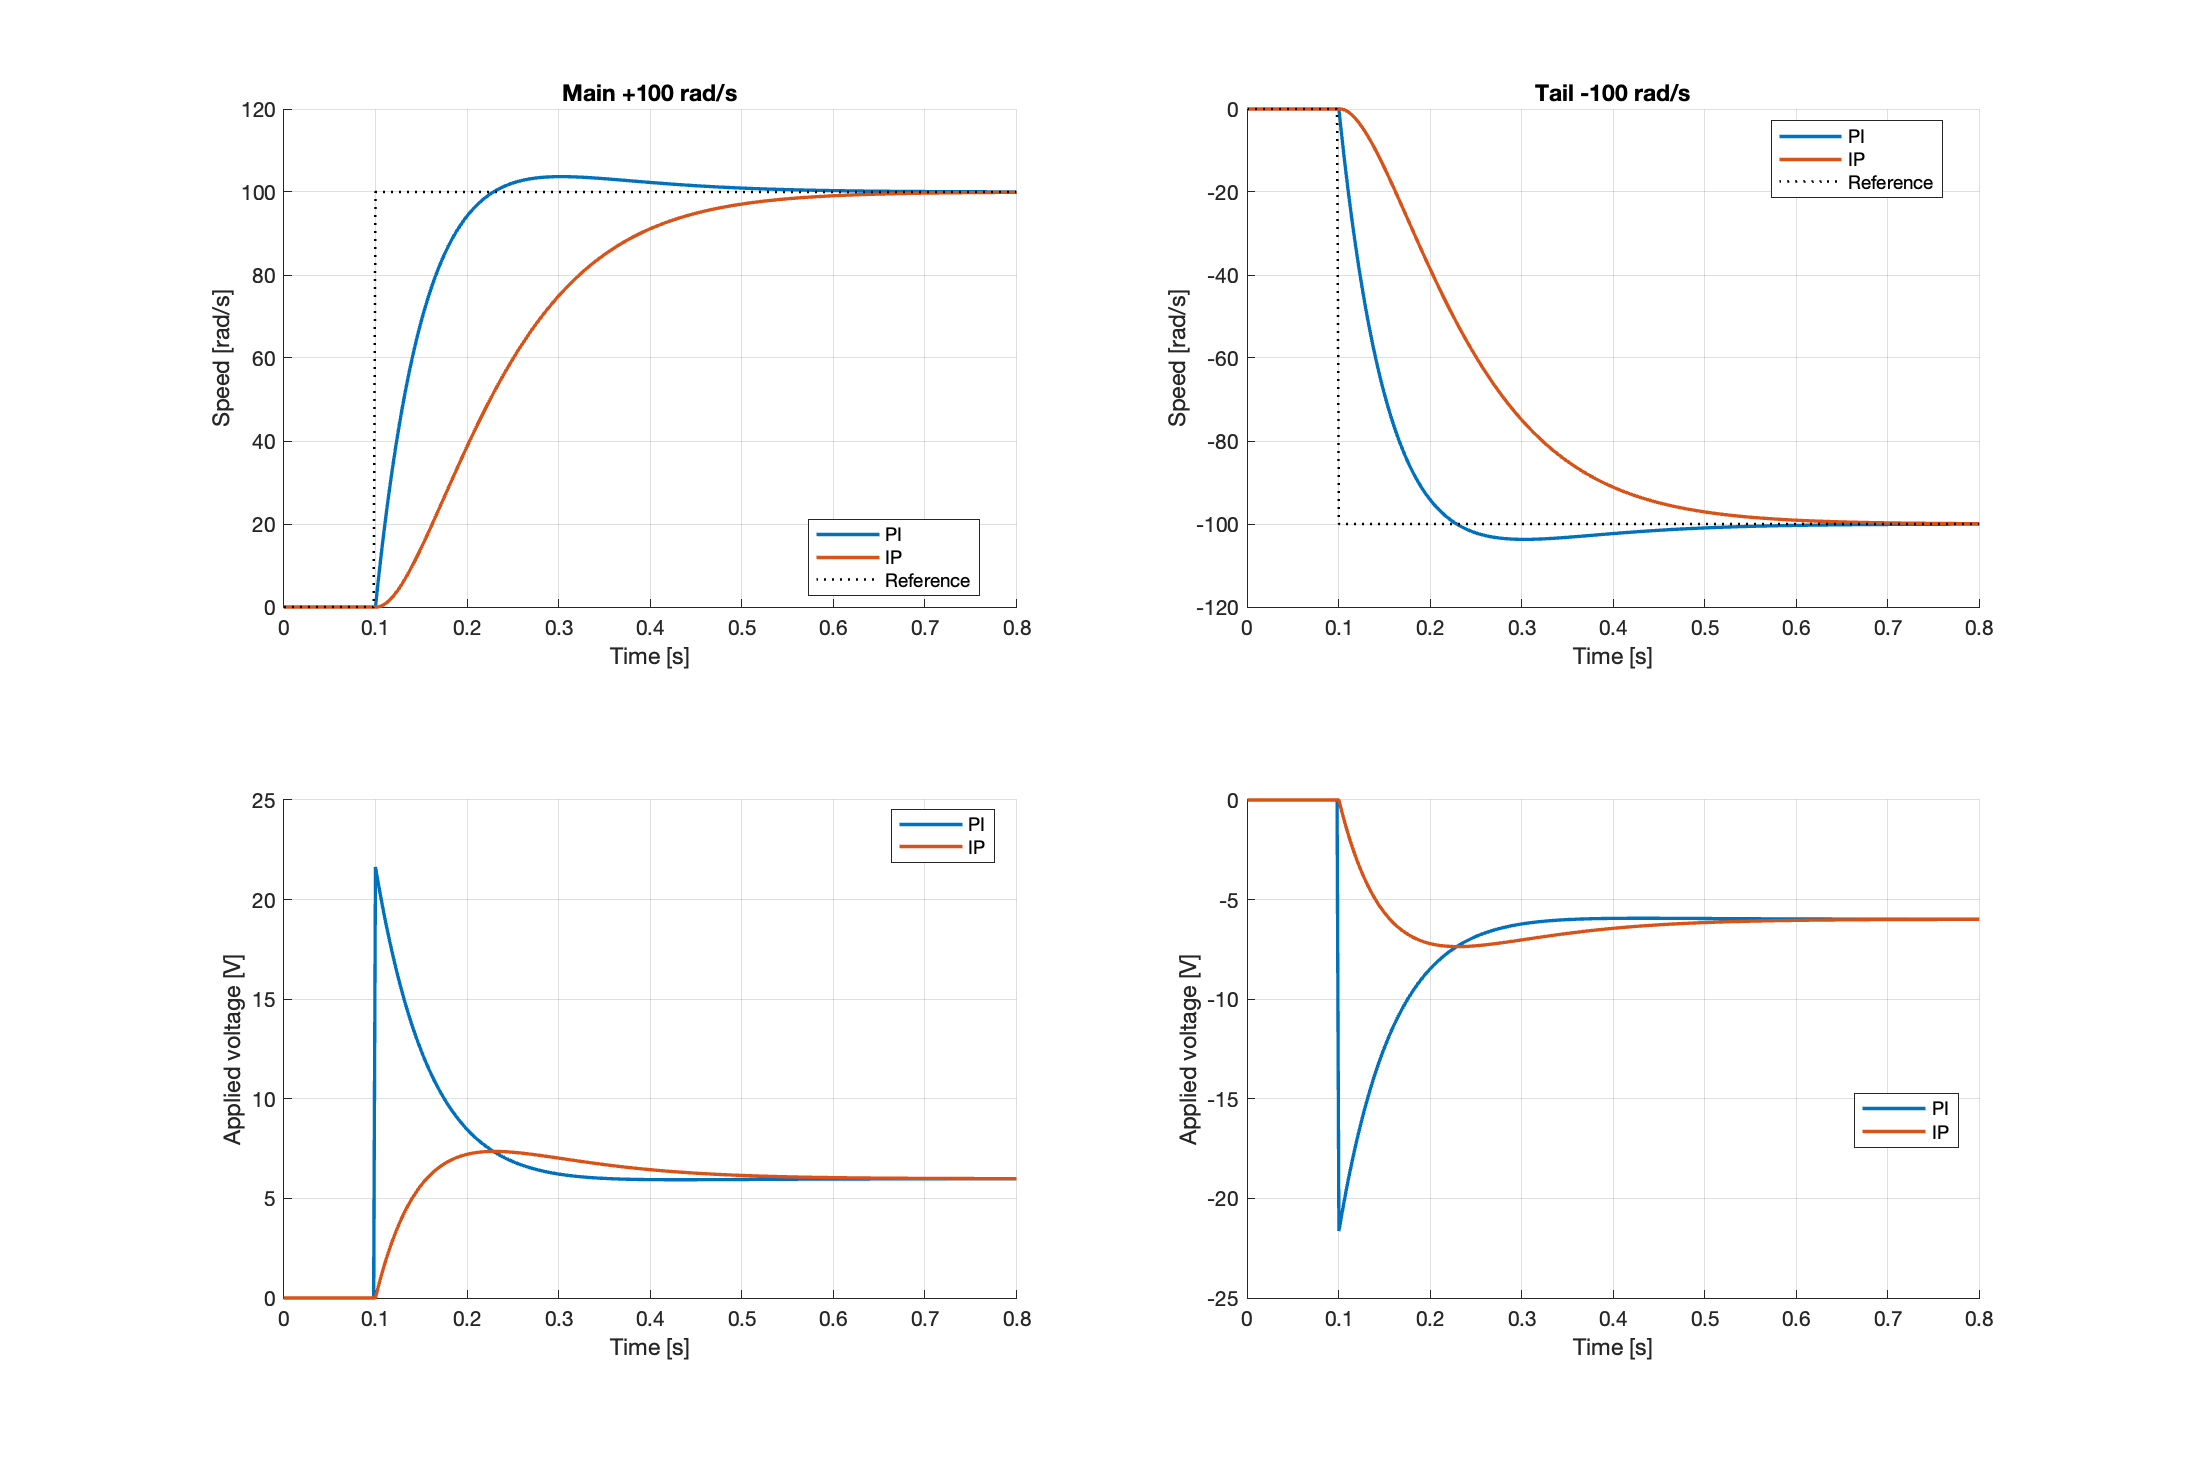 Main +100 rad/s
120
100
80
60
40
20
0
Speed [rad/s]
0 0.1 0.2 0.3 0.4 0.5 0.6 0.7 0.8
Time [s]
PI
IP
Reference
Tail -100 rad/s
0
-20
-40
-60
-80
-100
-120
Speed [rad/s]
0 0.1 0.2 0.3 0.4 0.5 0.6 0.7 0.8
Time [s]
PI
IP
Reference
25
20
15
10
5
0
Applied voltage [V]
0 0.1 0.2 0.3 0.4 0.5 0.6 0.7 0.8
Time [s]
PI
IP
0
-5
-10
-15
-20
-25
Applied voltage [V]
0 0.1 0.2 0.3 0.4 0.5 0.6 0.7 0.8
Time [s]
PI
IP